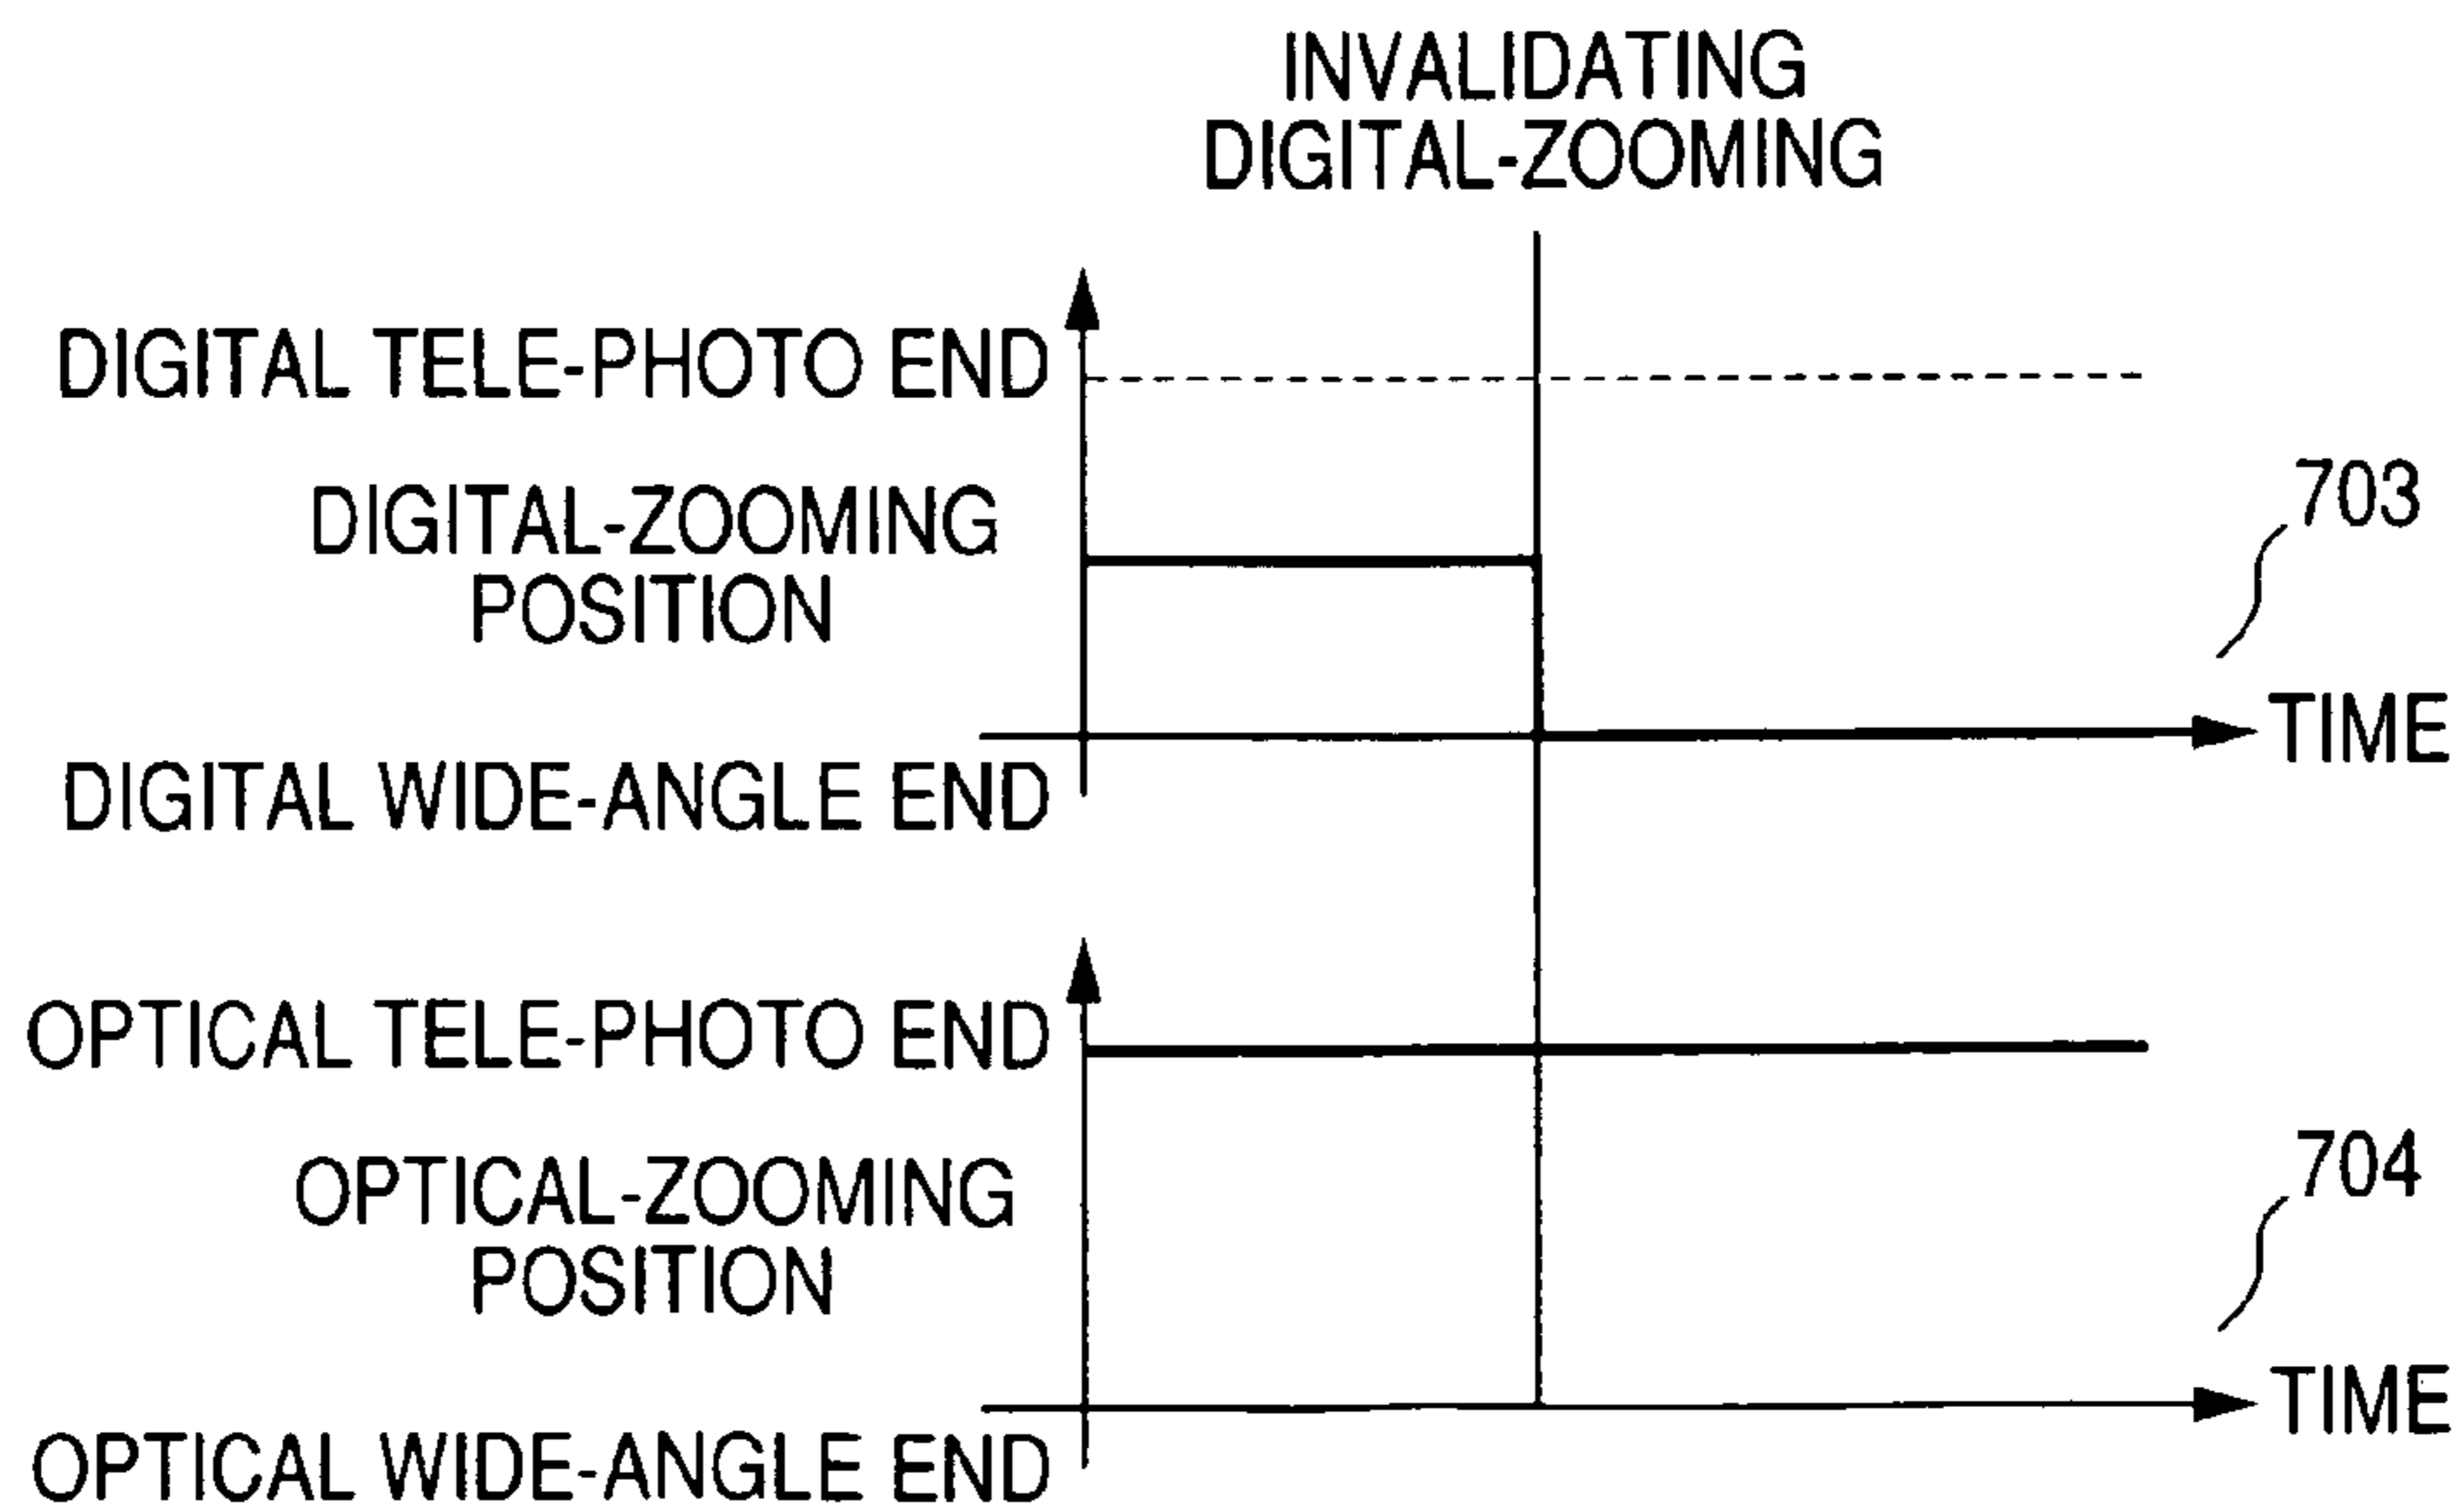 INVALIDATING
DIGITAL-ZOOMING
DIGITAL TELE-PHOTO END
703
DIGITAL-ZOOMING
POSITION
TIME
DIGITAL WIDE-ANGLE END
OPTICAL TELE-PHOTO END
704
OPTICAL-ZOOMING
POSITION
TIME
OPTICAL WIDE-ANGLE END